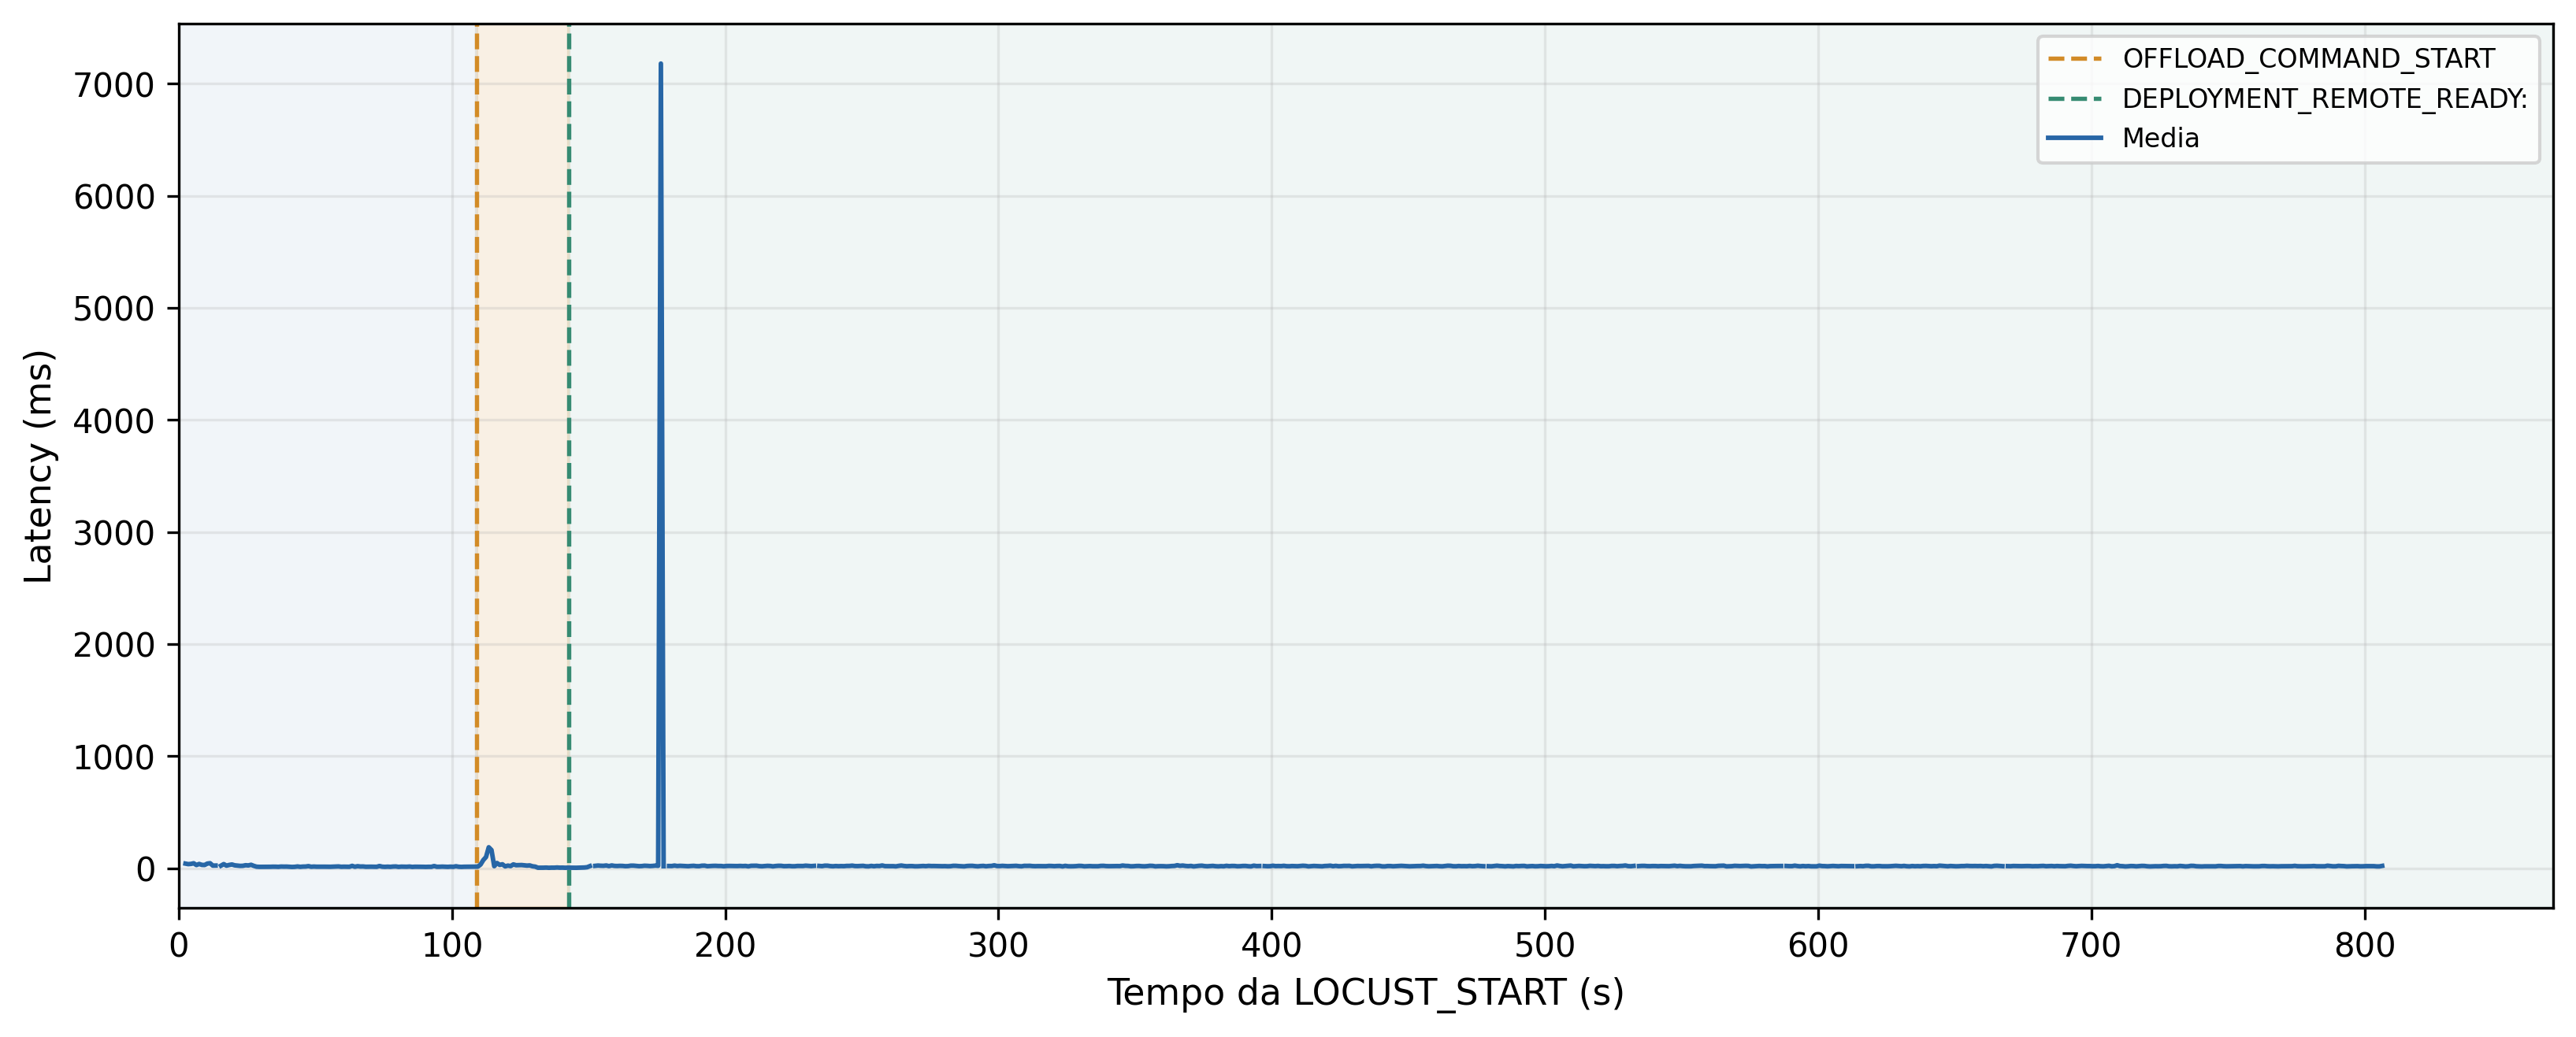 OFFLOAD_COMMAND_START
DEPLOYMENT_REMOTE_READY:
Media
Latency (ms)
7000
6000
5000
4000
3000
2000
1000
0
0 100 200 300 400 500 600 700 800
Tempo da LOCUST_START (s)